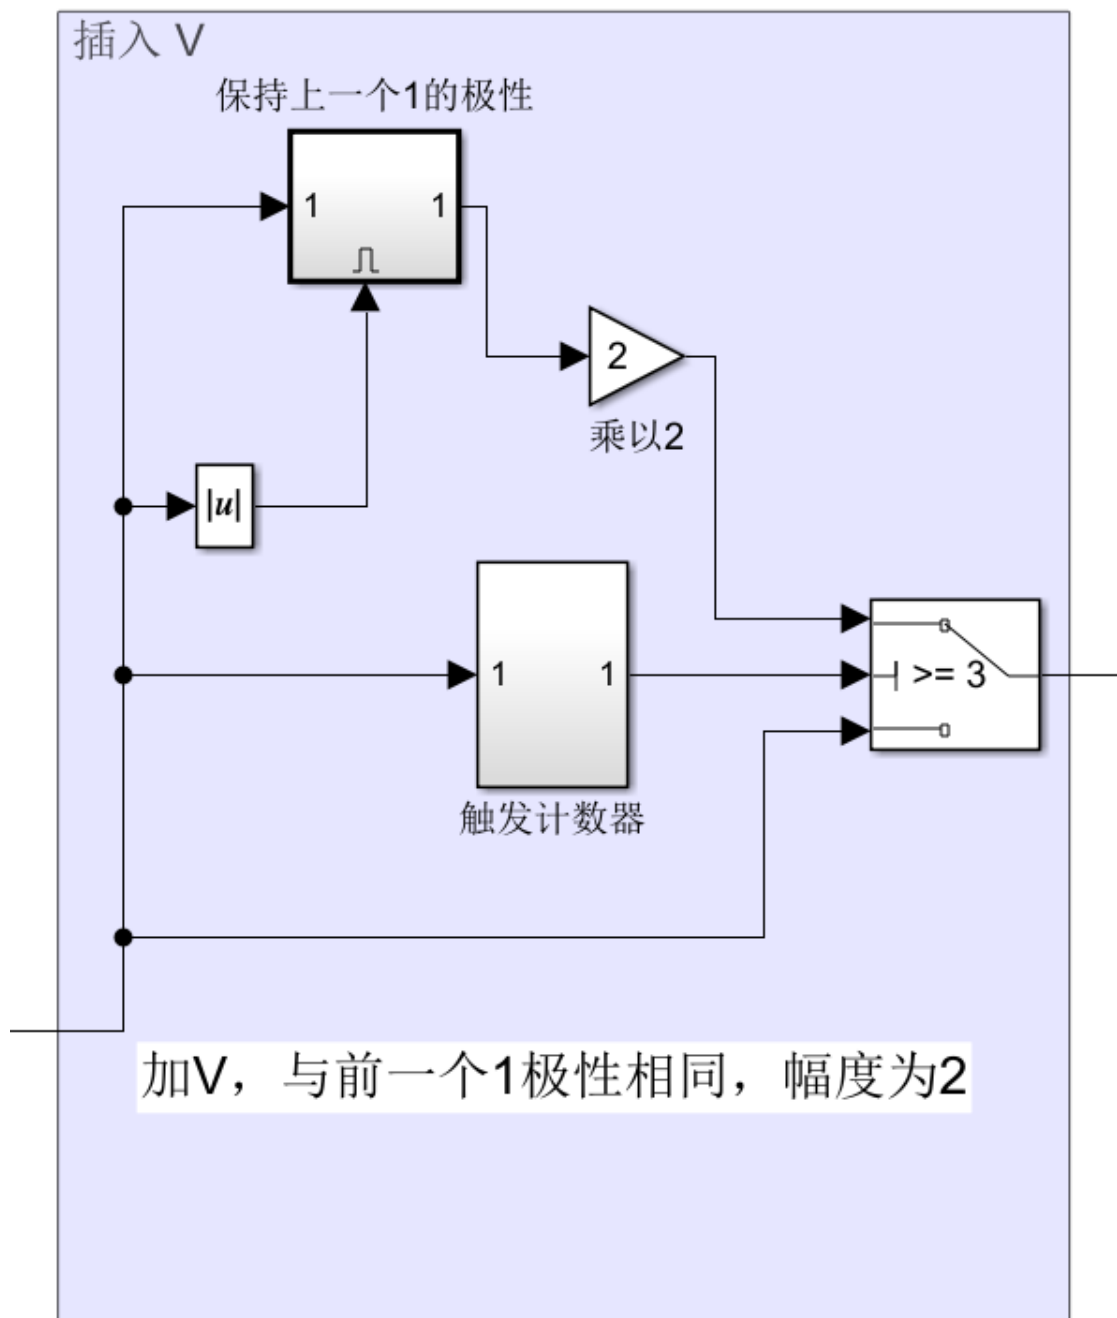 插入 V
保持上一个1的极性
1 1
2
乘以2
|u|
1 1
>= 3
触发计数器
加V，与前一个1极性相同，幅度为2